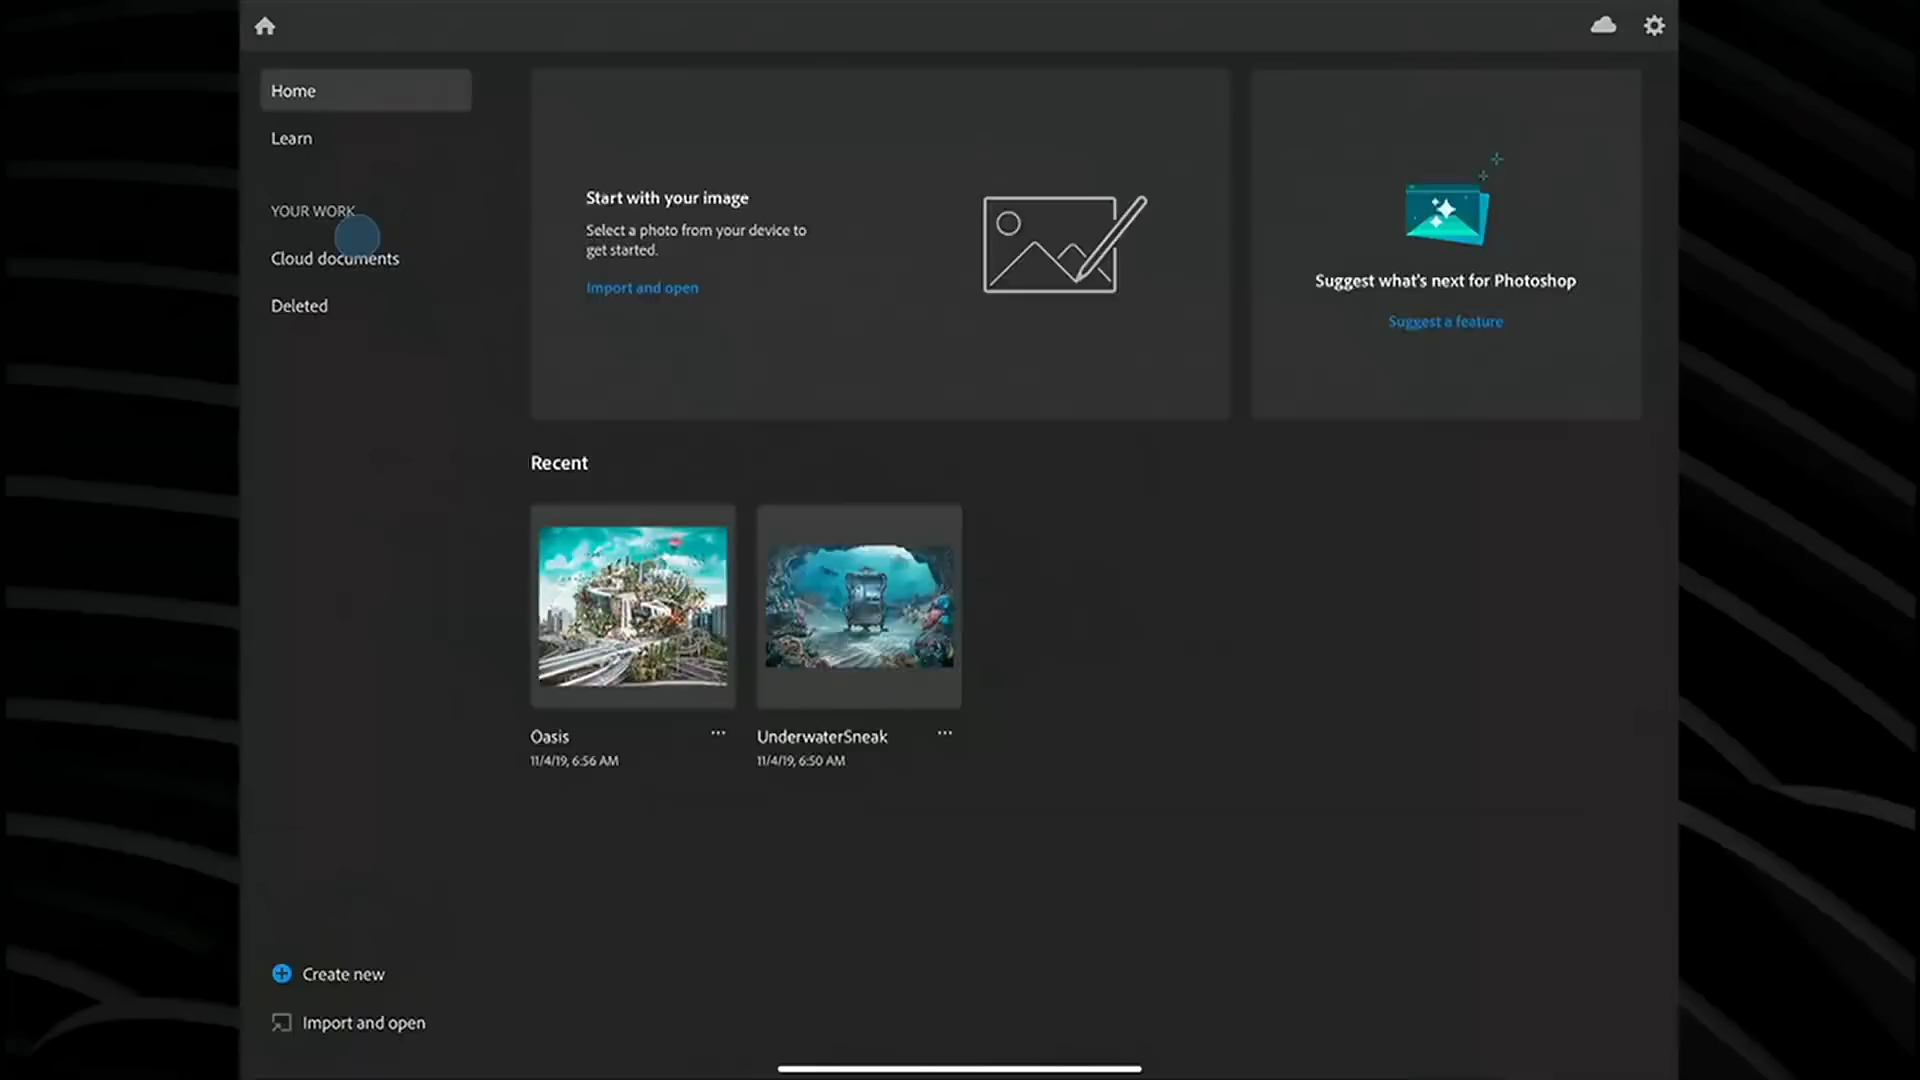 Home
Learn
YOUR WORK
Cloud documents
Deleted
Start with your image
Select a photo from your device to
get started.
Import and open
Suggest what's next for Photoshop
Suggest a feature
Recent
Oasis
11/4/19, 6:56 AM
UnderwaterSneak
11/4/19, 6:50 AM
Create new
Import and open